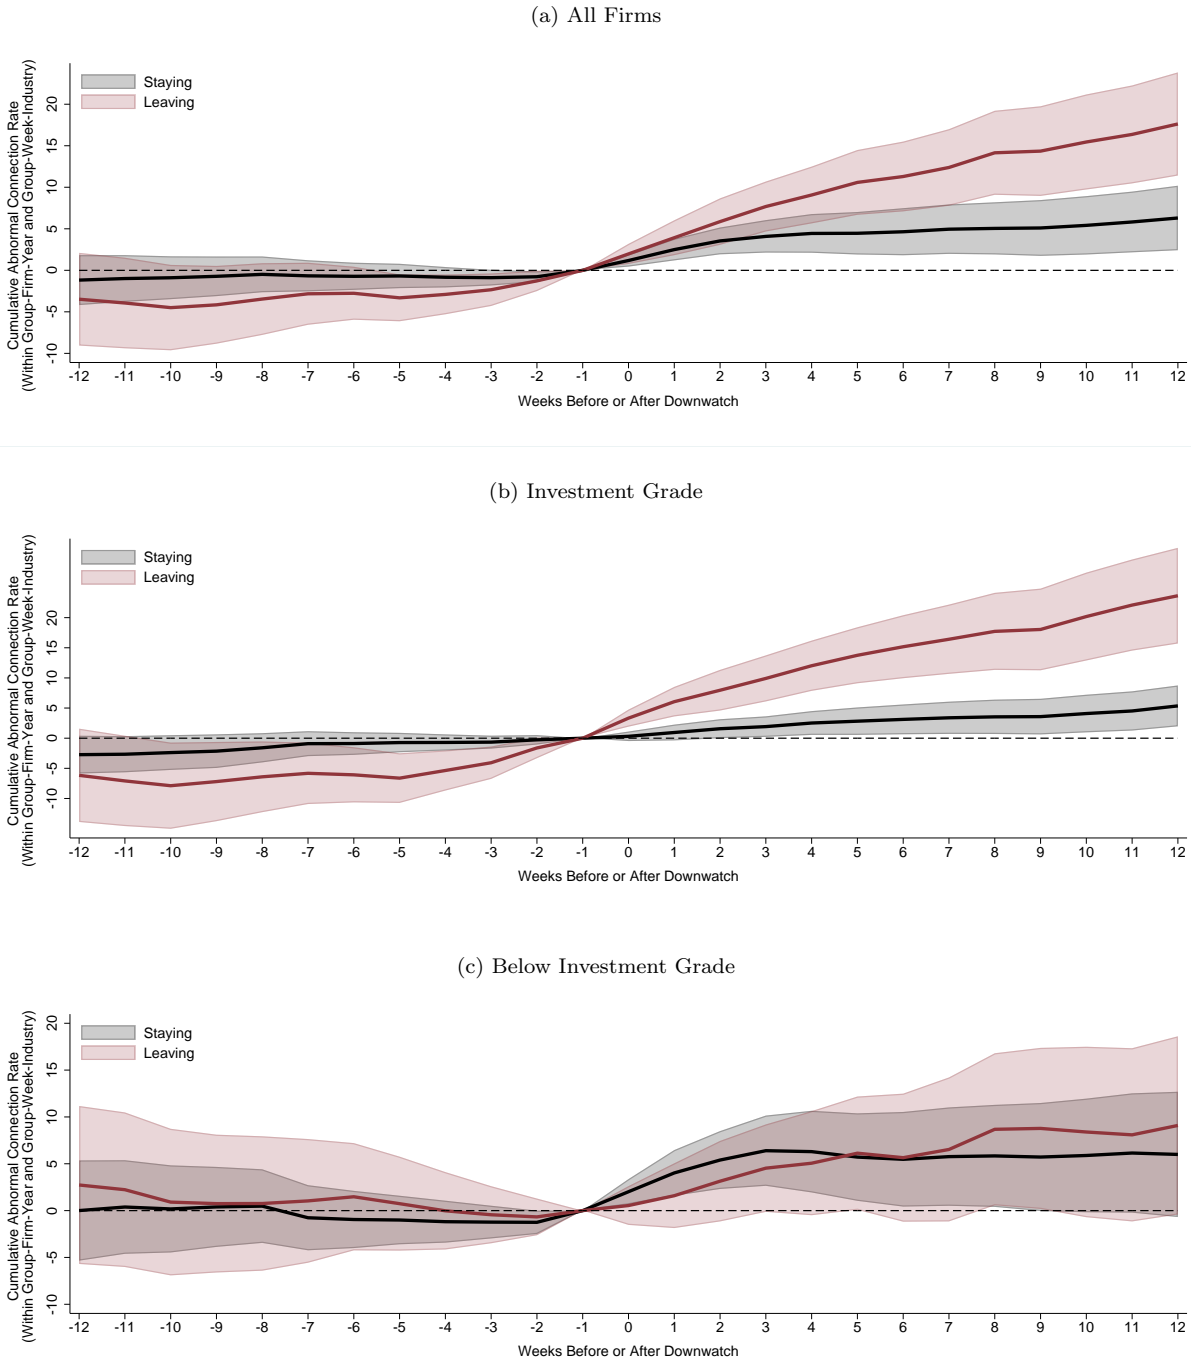 (a) All Firms
Cumulative Abnormal Connection Rate
(Within Group-Firm-Year and Group-Week-Industry)
Staying
Leaving
20
15
10
5
0
-5
-10
-12 -11 -10 -9 -8 -7 -6 -5 -4 -3 -2 -1 0 1 2 3 4 5 6 7 8 9 10 11 12
Weeks Before or After Downwatch
(b) Investment Grade
Cumulative Abnormal Connection Rate
(Within Group-Firm-Year and Group-Week-Industry)
Staying
Leaving
20
15
10
5
0
-5
-10
-12 -11 -10 -9 -8 -7 -6 -5 -4 -3 -2 -1 0 1 2 3 4 5 6 7 8 9 10 11 12
Weeks Before or After Downwatch
(c) Below Investment Grade
Cumulative Abnormal Connection Rate
(Within Group-Firm-Year and Group-Week-Industry)
Staying
Leaving
20
15
10
5
0
-5
-10
-12 -11 -10 -9 -8 -7 -6 -5 -4 -3 -2 -1 0 1 2 3 4 5 6 7 8 9 10 11 12
Weeks Before or After Downwatch